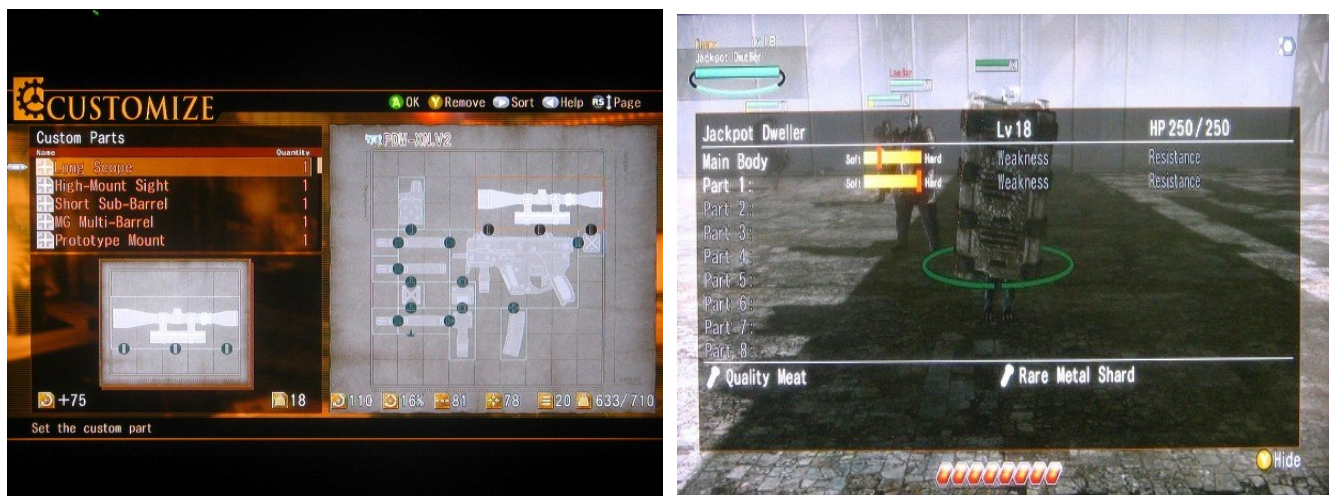 CUSTOMIZE
A OK Y Remove Sort Help RS Page
Custom Parts
Name Quantity
Long Scope 1
High-Mount Sight 1
Short Sub-Barrel 1
MG Multi-Barrel 1
Prototype Mount 1
+75 18
Set the custom part
PDW-XN.V2
110 16% 81 78 20 633/710
Lv18
Jackpot Dweller
Leader
Jackpot Dweller Lv18 HP 250/250
Main Body Soft Hard Weakness Resistance
Part 1: Soft Hard Weakness Resistance
Part 2:
Part 3:
Part 4:
Part 5:
Part 6:
Part 7:
Part 8:
Quality Meat Rare Metal Shard
Y Hide